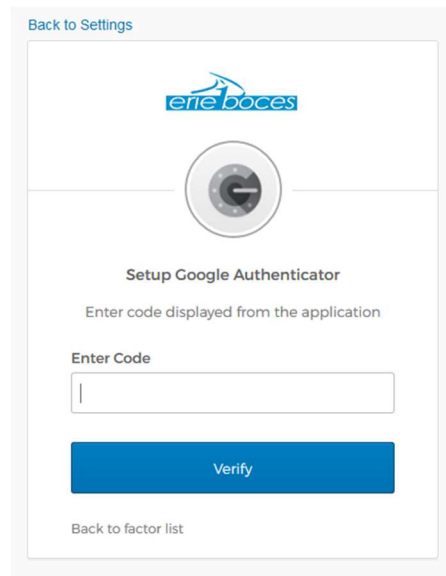 Back to Settings
erie 1 boces
Setup Google Authenticator
Enter code displayed from the application
Enter Code
Verify
Back to factor list